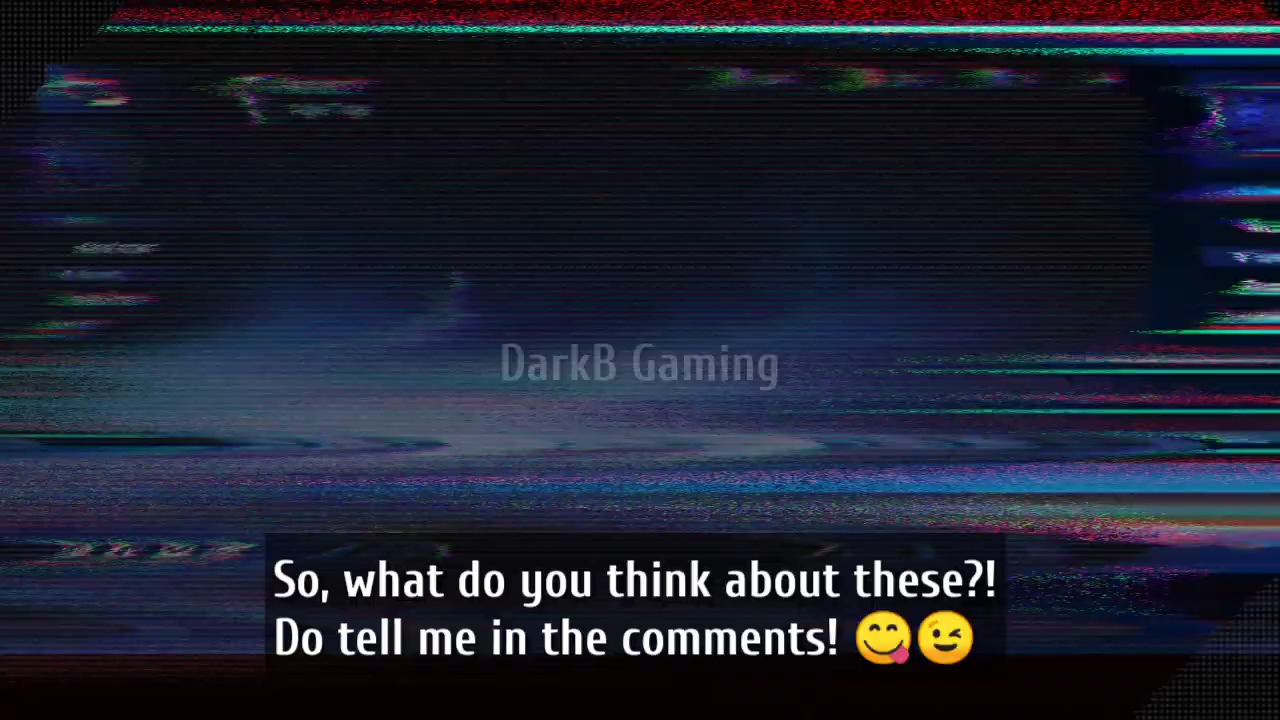 DarkB Gaming
So, what do you think about these?!
Do tell me in the comments! 😋😉